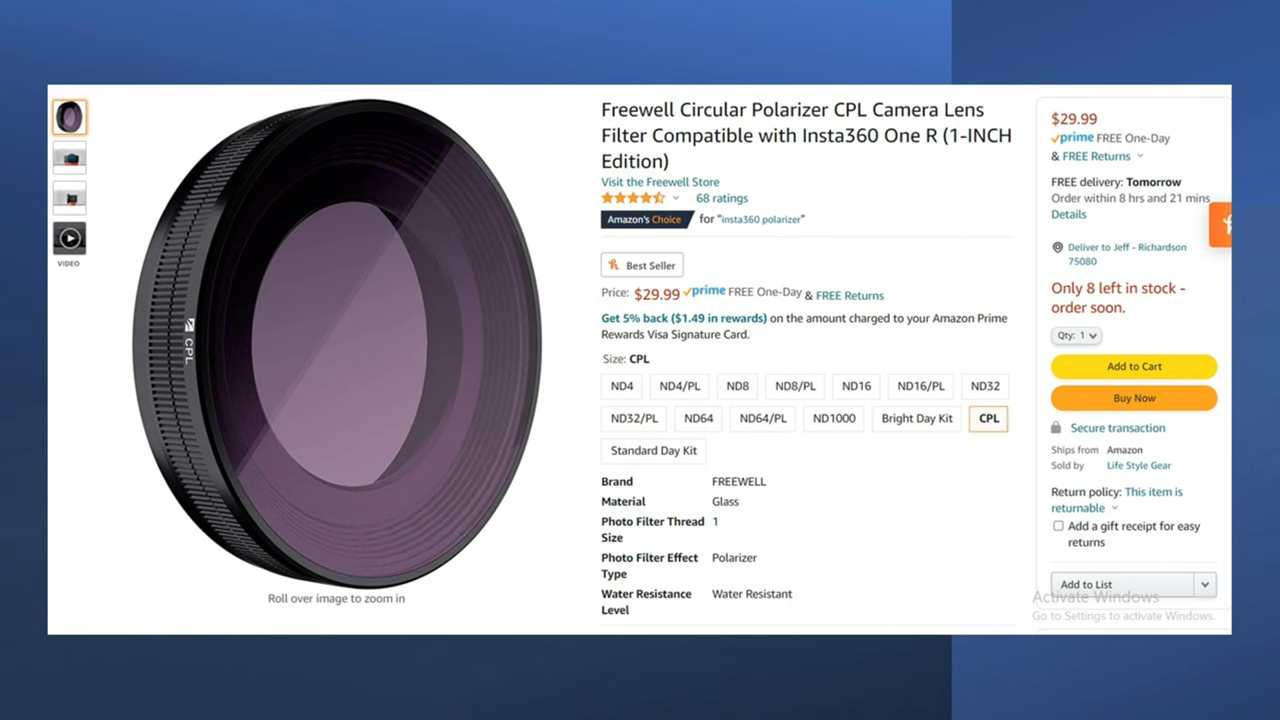 VIDEO
CPL
Roll over image to zoom in
Freewell Circular Polarizer CPL Camera Lens
Filter Compatible with Insta360 One R (1-INCH
Edition)
Visit the Freewell Store
68 ratings
Amazon's Choice for "insta360 polarizer"
Best Seller
Price: $29.99 prime FREE One-Day & FREE Returns
Get 5% back ($1.49 in rewards) on the amount charged to your Amazon Prime
Rewards Visa Signature Card.
Size: CPL
ND4 ND4/PL ND8 ND8/PL ND16 ND16/PL ND32
ND32/PL ND64 ND64/PL ND1000 Bright Day Kit CPL
Standard Day Kit
Brand FREEWELL
Material Glass
Photo Filter Thread 1
Size
Photo Filter Effect Polarizer
Type
Water Resistance Water Resistant
Level
$29.99
prime FREE One-Day
& FREE Returns
FREE delivery: Tomorrow
Order within 8 hrs and 21 mins
Details
Deliver to Jeff - Richardson
75080
Only 8 left in stock -
order soon.
Qty: 1
Add to Cart
Buy Now
Secure transaction
Ships from Amazon
Sold by Life Style Gear
Return policy: This item is
returnable
Add a gift receipt for easy
returns
Add to List
Activate Windows
Go to Settings to activate Windows.